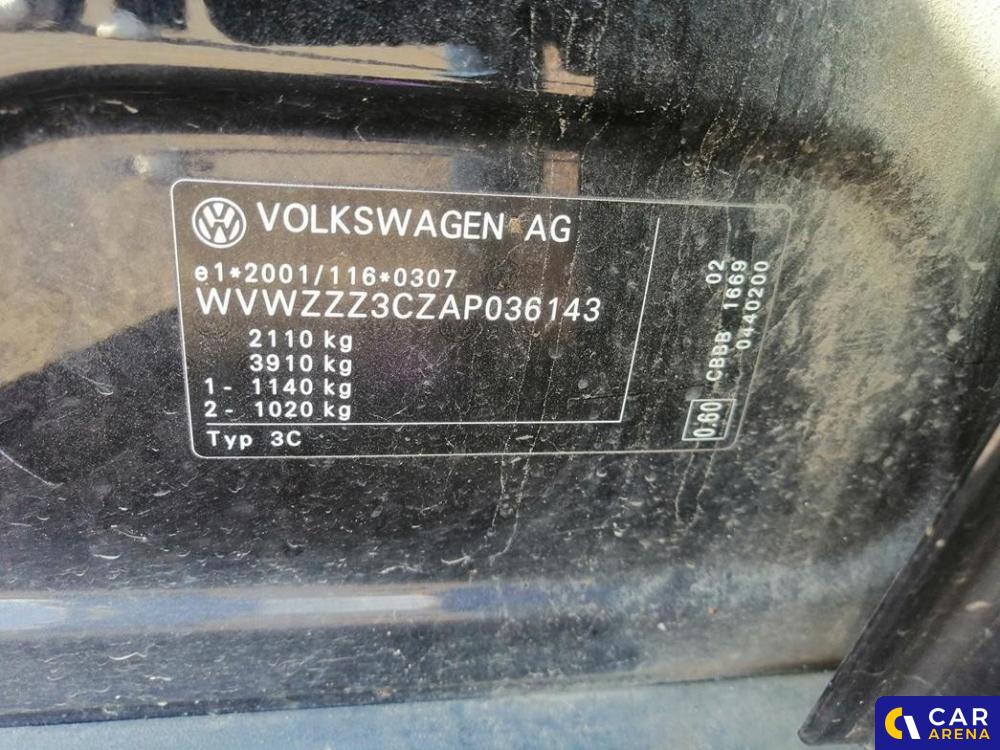 VOLKSWAGEN AG
e1*2001/116*0307
WVWZZZ3CZAP036143
2110 kg
3910 kg
1- 1140 kg
2- 1020 kg
Typ 3C
0.60 CBBB 02
1669
0440200
CAR
ARENA